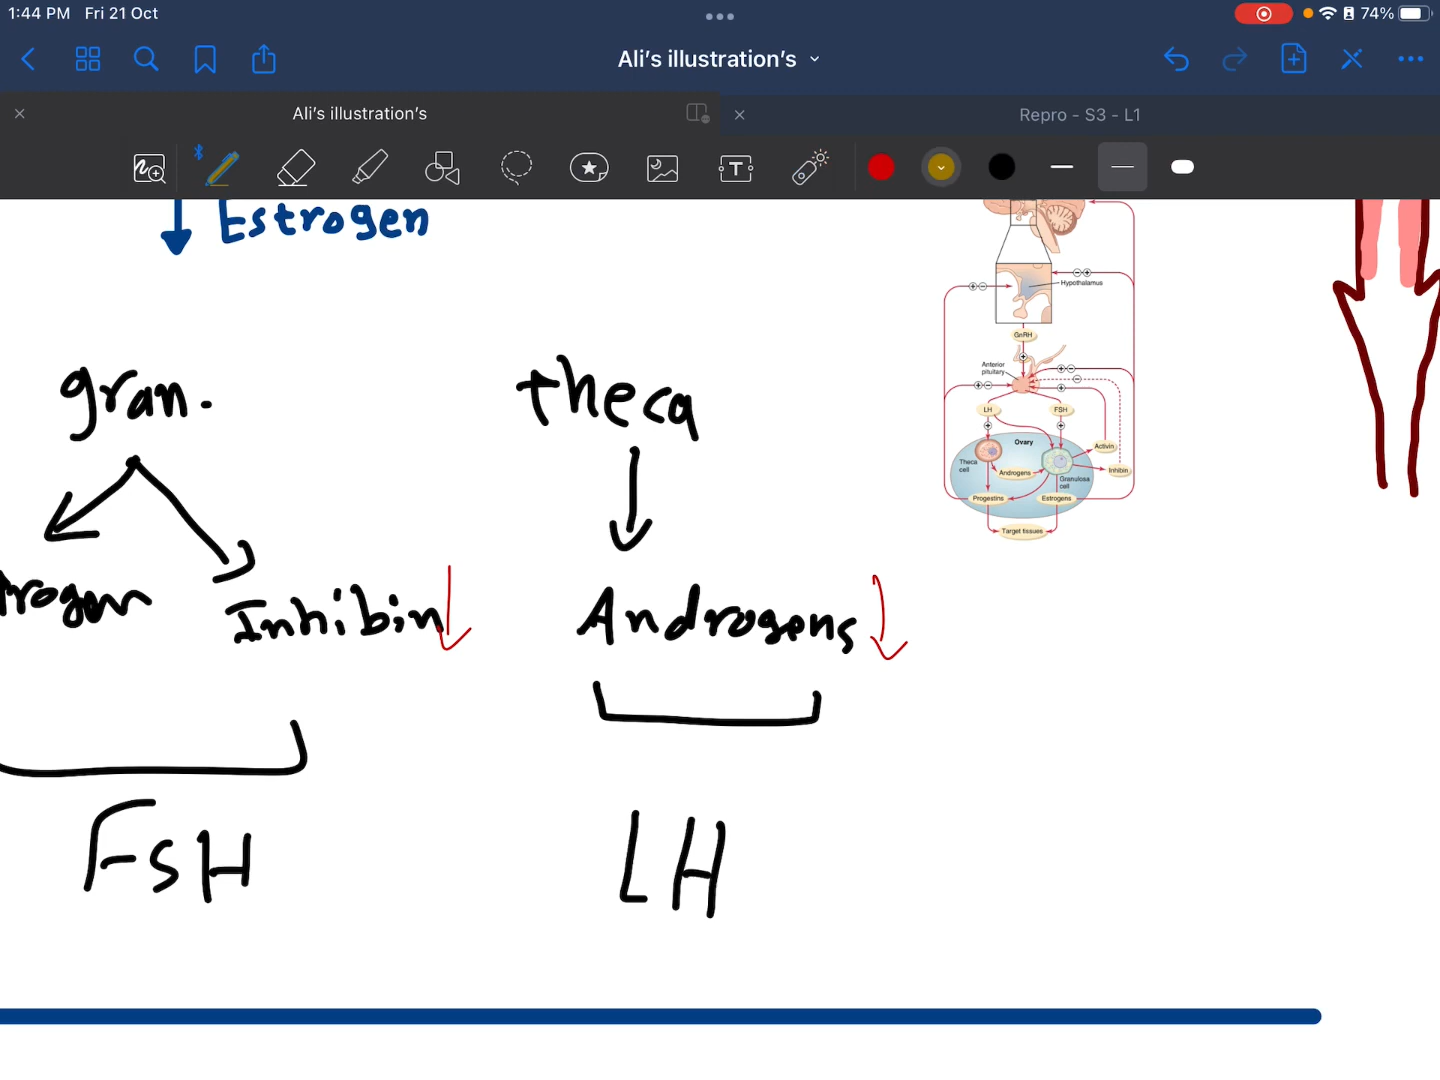 1:44 PM Fri 21 Oct
74%
Ali's illustration's
Ali's illustration's
Repro - S3 - L1
T
Estrogen
gran.
theca
trogen
Inhibin
Androgens
FSH
LH
Hypothalamus
GnRH
Anterior
pituitary
LH
FSH
Ovary
Activin
Theca
cell
Androgens
Granulosa
cell
Inhibin
Progestins
Estrogens
Target tissues